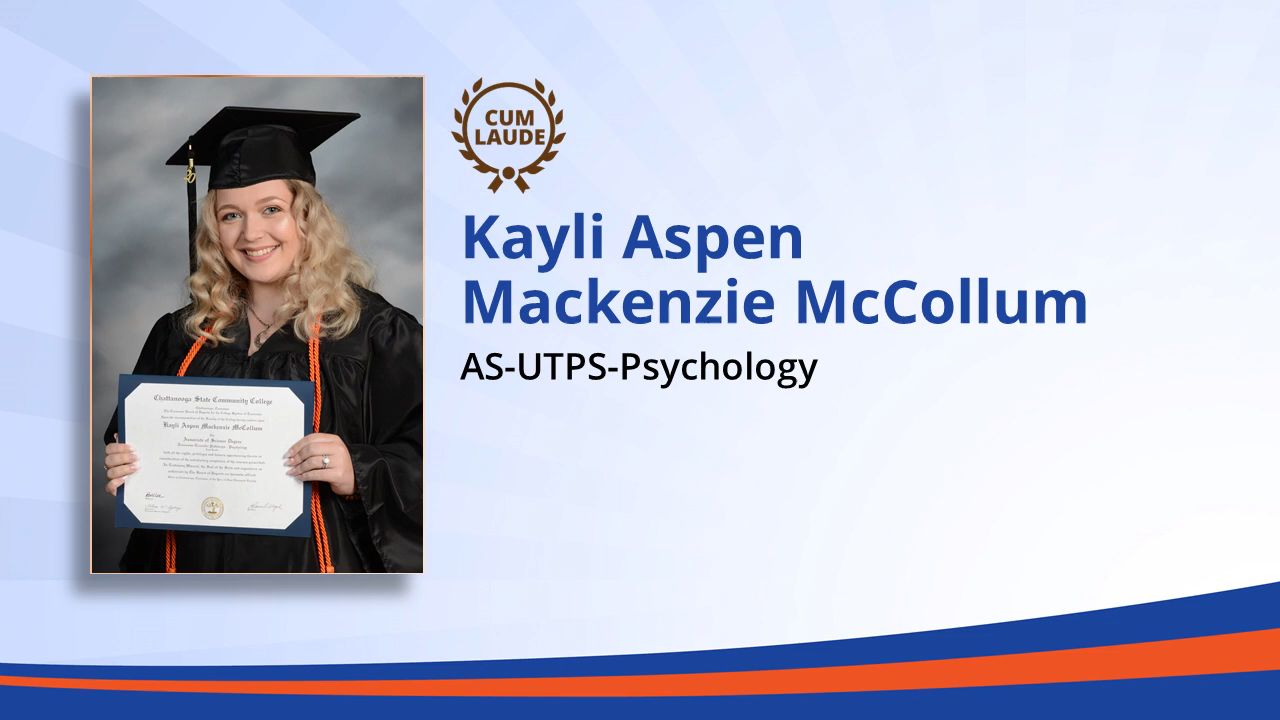 CUM
LAUDE
Kayli Aspen
Mackenzie McCollum
AS-UTPS-Psychology
Chattanooga State Community College
Kayli Aspen Mackenzie McCollum
Associate of Science Degree